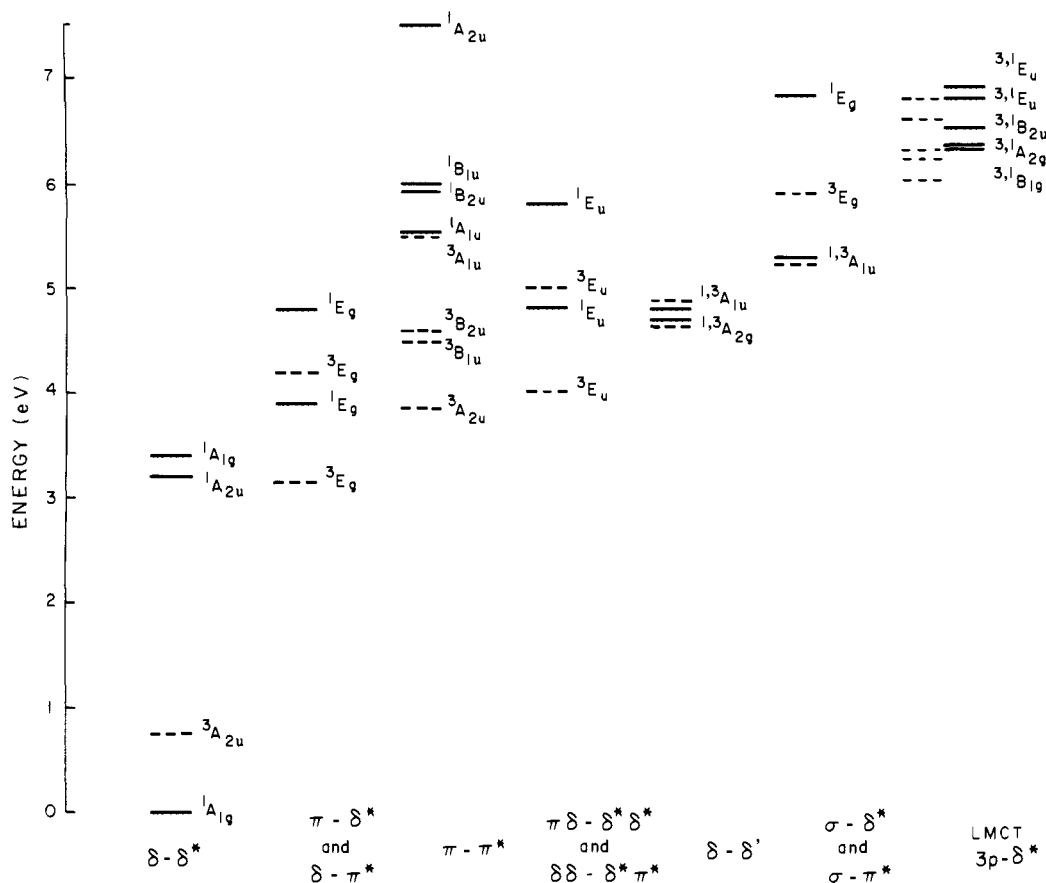 ENERGY (eV)
7
6
5
4
3
2
1
0
¹A₁g
¹A₂u
³A₂u
¹A₁g
δ - δ*
¹Eg
³Eg
¹Eg
³Eg
π - δ*
and
δ - π*
¹A₂u
¹B₁u
¹B₂u
¹A₁u
³A₁u
³B₂u
³B₁u
³A₂u
π - π*
¹Eu
³Eu
¹Eu
³Eu
πδ - δ*δ*
and
δδ - δ*π*
¹,³A₁u
¹,³A₂g
δ - δ'
¹Eg
³Eg
¹,³A₁u
σ - δ*
and
σ - π*
³,¹Eu
³,¹Eu
³,¹B₂u
³,¹A₂g
³,¹B₁g
LMCT
3p - δ*